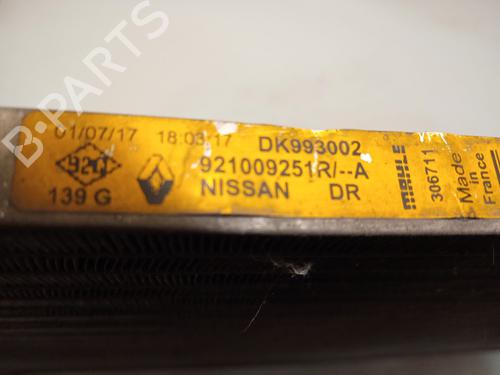 01/07/17 18:03:17 DK993002
921009251R/--A
139 G NISSAN DR
MAHLE
306711
Made
in
France
B-PARTS